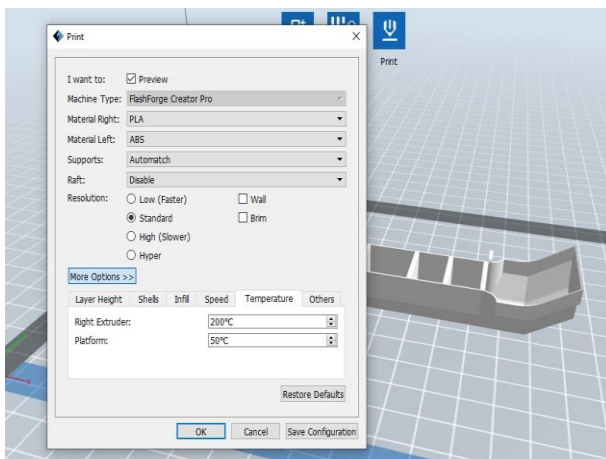 Print
Print
I want to: Preview
Machine Type: FlashForge Creator Pro
Material Right: PLA
Material Left: ABS
Supports: Automatch
Raft: Disable
Resolution: Low (Faster) Wall
Standard Brim
High (Slower)
Hyper
More Options >>
Layer Height Shells Infill Speed Temperature Others
Right Extruder: 200°C
Platform: 50°C
Restore Defaults
OK Cancel Save Configuration